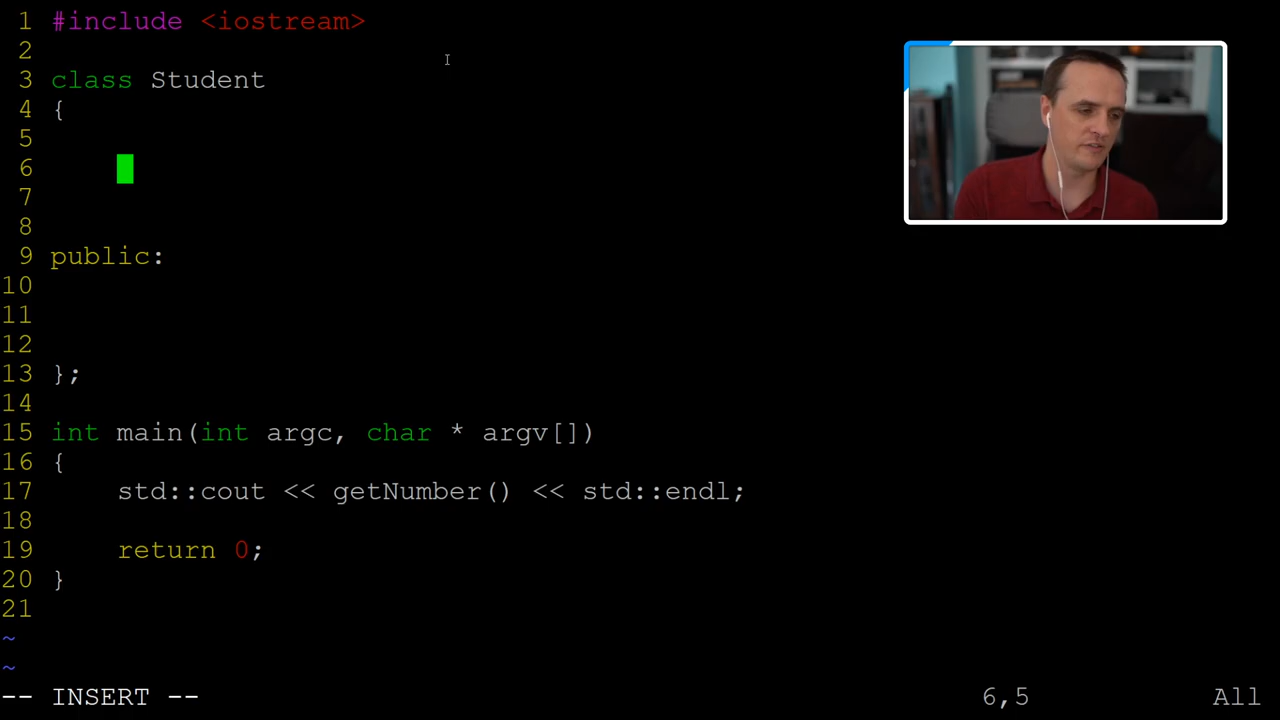 1 #include <iostream>
2
3 class Student
4 {
5
6
7
8
9 public:
10
11
12
13 };
14
15 int main(int argc, char * argv[])
16 {
17     std::cout << getNumber() << std::endl;
18
19     return 0;
20 }
21
~
~
-- INSERT -- 6,5 All